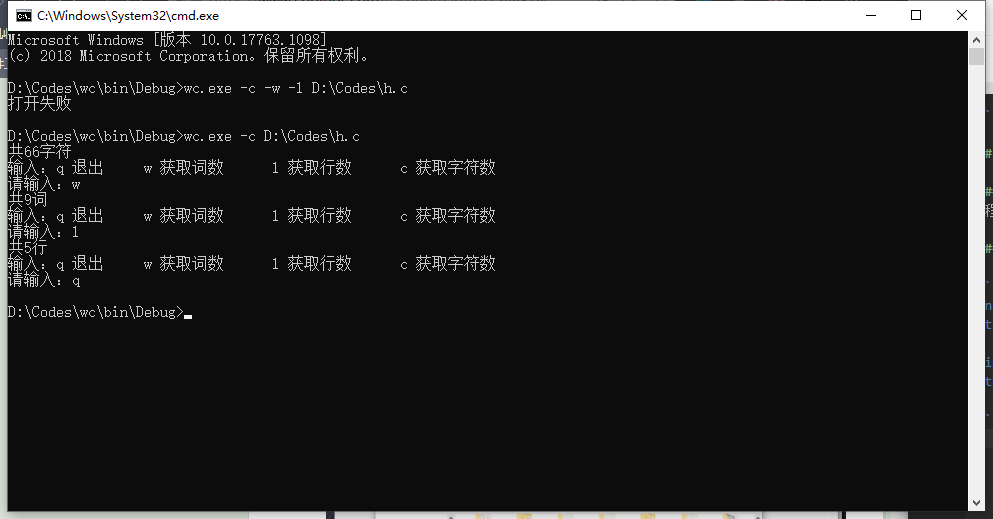 C:\Windows\System32\cmd.exe
Microsoft Windows [版本 10.0.17763.1098]
(c) 2018 Microsoft Corporation。保留所有权利。
D:\Codes\wc\bin\Debug>wc.exe -c -w -l D:\Codes\h.c
打开失败
D:\Codes\wc\bin\Debug>wc.exe -c D:\Codes\h.c
共66字符
输入: q 退出 w 获取词数 l 获取行数 c 获取字符数
请输入: w
共9词
输入: q 退出 w 获取词数 l 获取行数 c 获取字符数
请输入: l
共5行
输入: q 退出 w 获取词数 l 获取行数 c 获取字符数
请输入: q
D:\Codes\wc\bin\Debug>